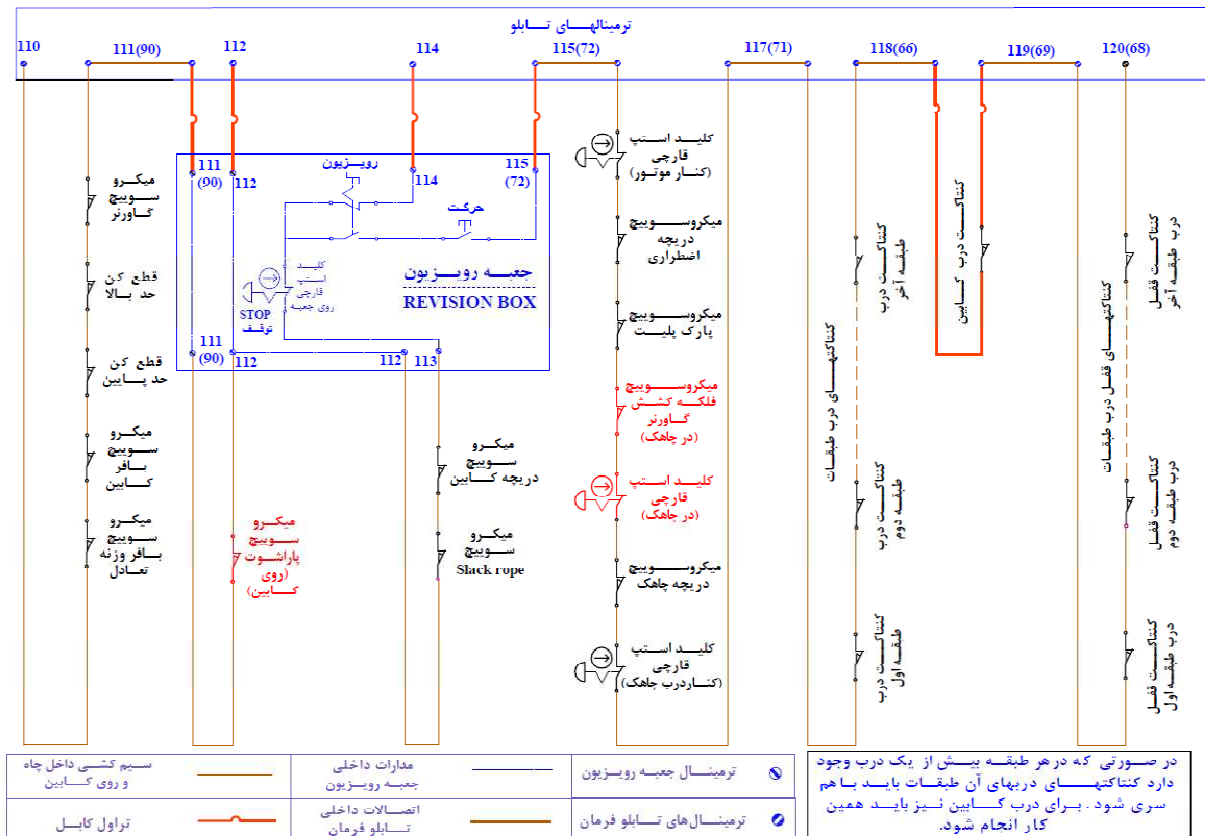 ترمینالهای تابلو
110
111(90)
112
114
115(72)
117(71)
118(66)
119(69)
120(68)
میکرو
سوییچ
گاورنر
قطع کن
حد بالا
قطع کن
حد پایین
میکرو
سوییچ
بافر
کابین
میکرو
سوییچ
بافر وزنه
تعادل
111
(90)
112
رویزیون
114
115
(72)
حرکت
کلید
استپ
قارچی
روی جعبه
STOP
توقف
جعبه رویزیون
REVISION BOX
111
(90)
112
112
113
میکرو
سوییچ
پاراشوت
(روی
کابین)
میکرو
سوییچ
دریچه کابین
میکرو
سوییچ
Slack rope
کلید استپ
قارچی
(کنار موتور)
میکروسوییچ
دریچه
اضطراری
میکروسوییچ
پارک پلیت
میکروسوییچ
فلکه کشش
گاورنر
(در چاهک)
کلید استپ
قارچی
(در چاهک)
میکروسوییچ
دریچه چاهک
کلید استپ
قارچی
(کناردرب چاهک)
کنتاکتهای درب طبقات
کنتاکت درب
طبقه آخر
کنتاکت درب
طبقه دوم
کنتاکت درب
طبقه اول
کنتاکت درب کابین
کنتاکتهای قفل درب طبقات
کنتاکت قفل
درب طبقه آخر
کنتاکت قفل
درب طبقه دوم
کنتاکت قفل
درب طبقه اول
ترمینال جعبه رویزیون
مدارات داخلی
جعبه رویزیون
سیم کشی داخل چاه
و روی کابین
ترمینال‌های تابلو فرمان
اتصالات داخلی
تابلو فرمان
تراول کابل
در صورتی که در هر طبقه بیش از یک درب وجود
دارد کنتاکتهای دربهای آن طبقات باید با هم
سری شود . برای درب کابین نیز باید همین
کار انجام شود.